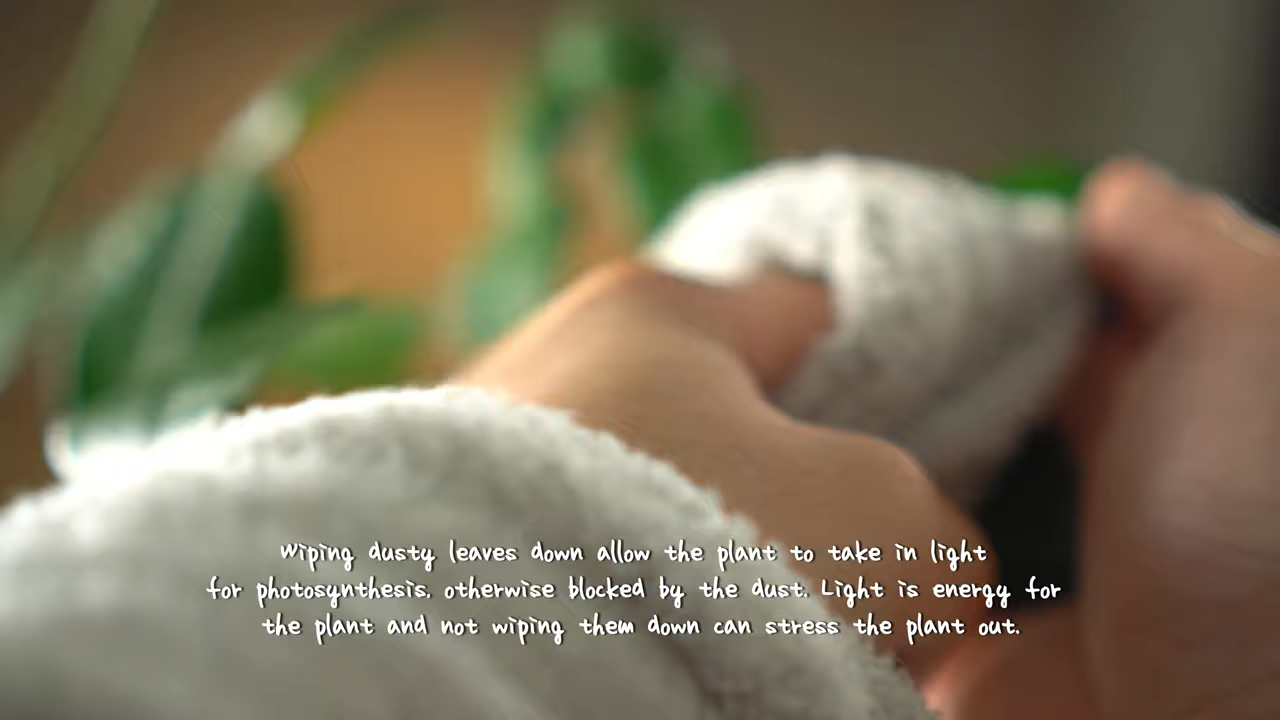 Wiping dusty leaves down allow the plant to take in light
for photosynthesis, otherwise blocked by the dust. Light is energy for
the plant and not wiping them down can stress the plant out.